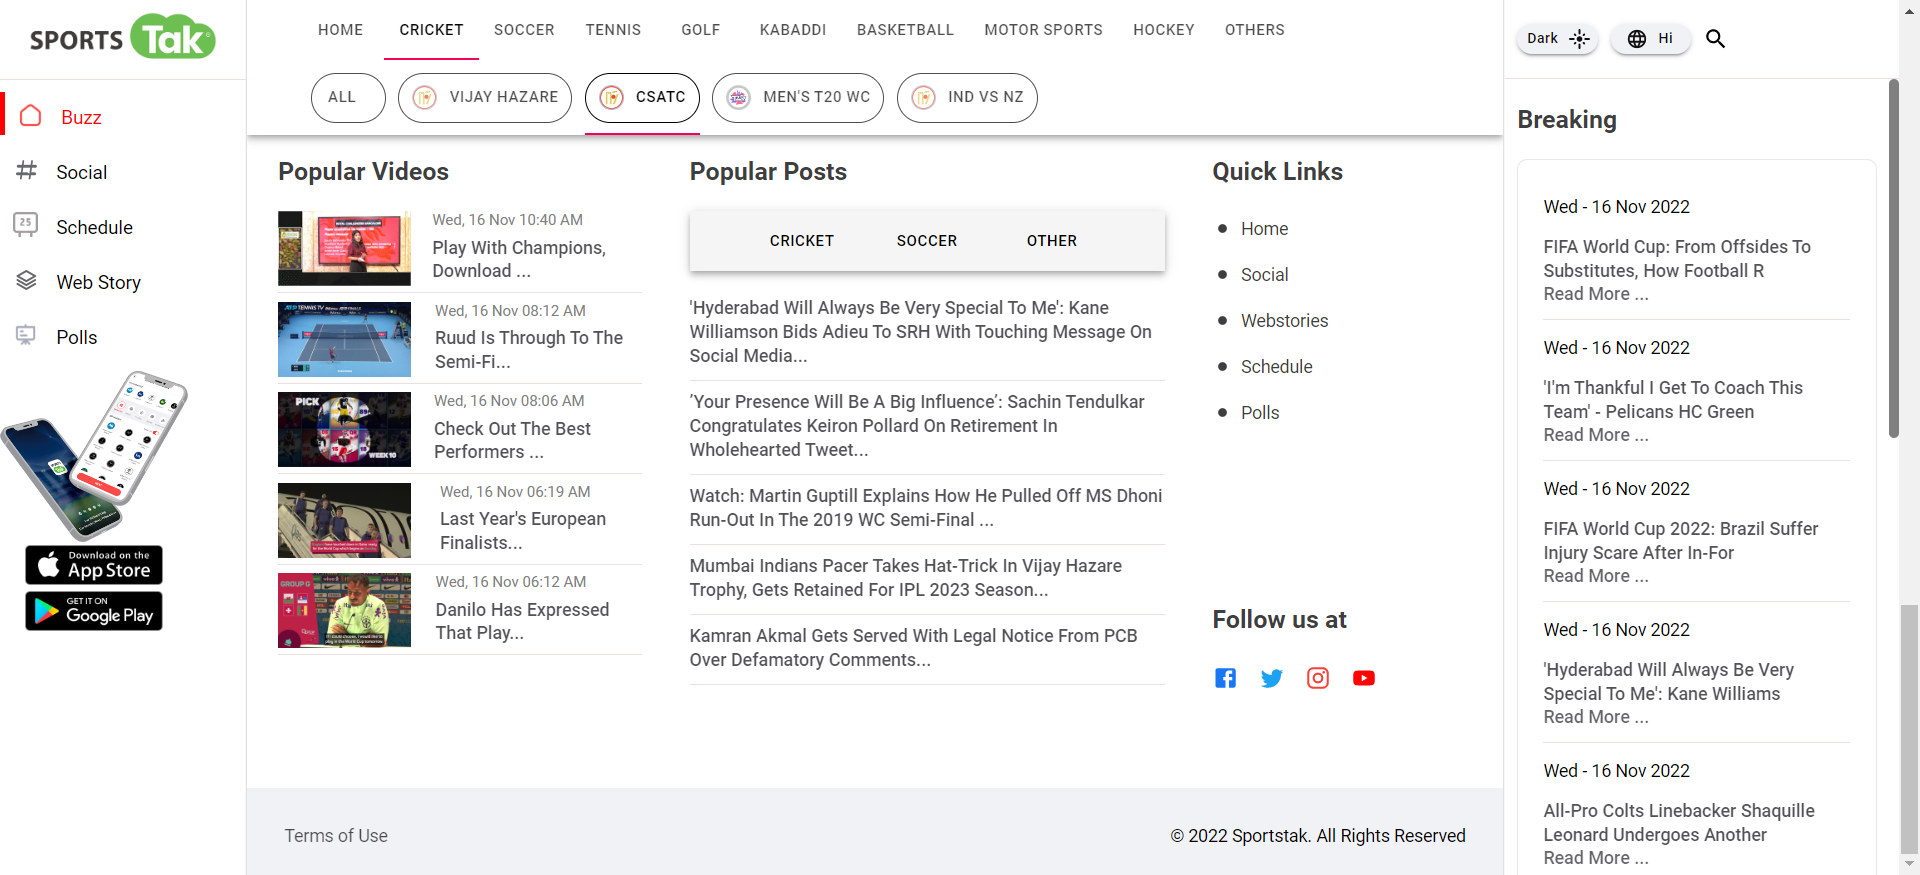 SPORTS Tak
HOME CRICKET SOCCER TENNIS GOLF KABADDI BASKETBALL MOTOR SPORTS HOCKEY OTHERS
Dark Hi
ALL VIJAY HAZARE CSATC MEN'S T20 WC IND VS NZ
Buzz
Social
25
Schedule
Web Story
Polls
Download on the
App Store
GET IT ON
Google Play
Popular Videos
Wed, 16 Nov 10:40 AM
Play With Champions,
Download ...
Wed, 16 Nov 08:12 AM
Ruud Is Through To The
Semi-Fi...
PICK
WEEK 10
Wed, 16 Nov 08:06 AM
Check Out The Best
Performers ...
Wed, 16 Nov 06:19 AM
Last Year's European
Finalists...
GROUP G
Wed, 16 Nov 06:12 AM
Danilo Has Expressed
That Play...
Popular Posts
CRICKET SOCCER OTHER
'Hyderabad Will Always Be Very Special To Me': Kane
Williamson Bids Adieu To SRH With Touching Message On
Social Media...
‘Your Presence Will Be A Big Influence’: Sachin Tendulkar
Congratulates Keiron Pollard On Retirement In
Wholehearted Tweet...
Watch: Martin Guptill Explains How He Pulled Off MS Dhoni
Run-Out In The 2019 WC Semi-Final ...
Mumbai Indians Pacer Takes Hat-Trick In Vijay Hazare
Trophy, Gets Retained For IPL 2023 Season...
Kamran Akmal Gets Served With Legal Notice From PCB
Over Defamatory Comments...
Quick Links
Home
Social
Webstories
Schedule
Polls
Follow us at
Breaking
Wed - 16 Nov 2022
FIFA World Cup: From Offsides To
Substitutes, How Football R
Read More ...
Wed - 16 Nov 2022
'I'm Thankful I Get To Coach This
Team' - Pelicans HC Green
Read More ...
Wed - 16 Nov 2022
FIFA World Cup 2022: Brazil Suffer
Injury Scare After In-For
Read More ...
Wed - 16 Nov 2022
'Hyderabad Will Always Be Very
Special To Me': Kane Williams
Read More ...
Wed - 16 Nov 2022
All-Pro Colts Linebacker Shaquille
Leonard Undergoes Another
Read More ...
Terms of Use
© 2022 Sportstak. All Rights Reserved